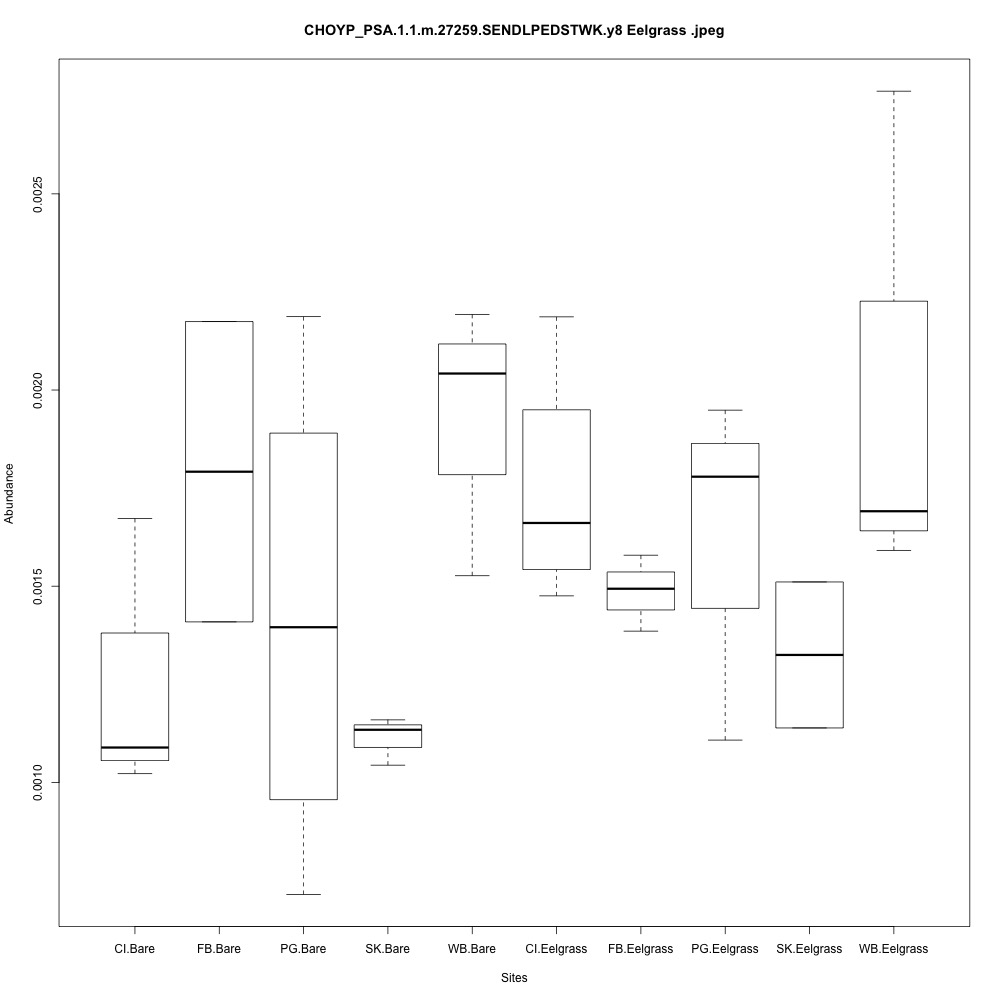 CHOYP_PSA.1.1.m.27259.SENDLPEDSTWK.y8 Eelgrass .jpeg
Abundance
0.0025
0.0020
0.0015
0.0010
CI.Bare
FB.Bare
PG.Bare
SK.Bare
WB.Bare
CI.Eelgrass
FB.Eelgrass
PG.Eelgrass
SK.Eelgrass
WB.Eelgrass
Sites